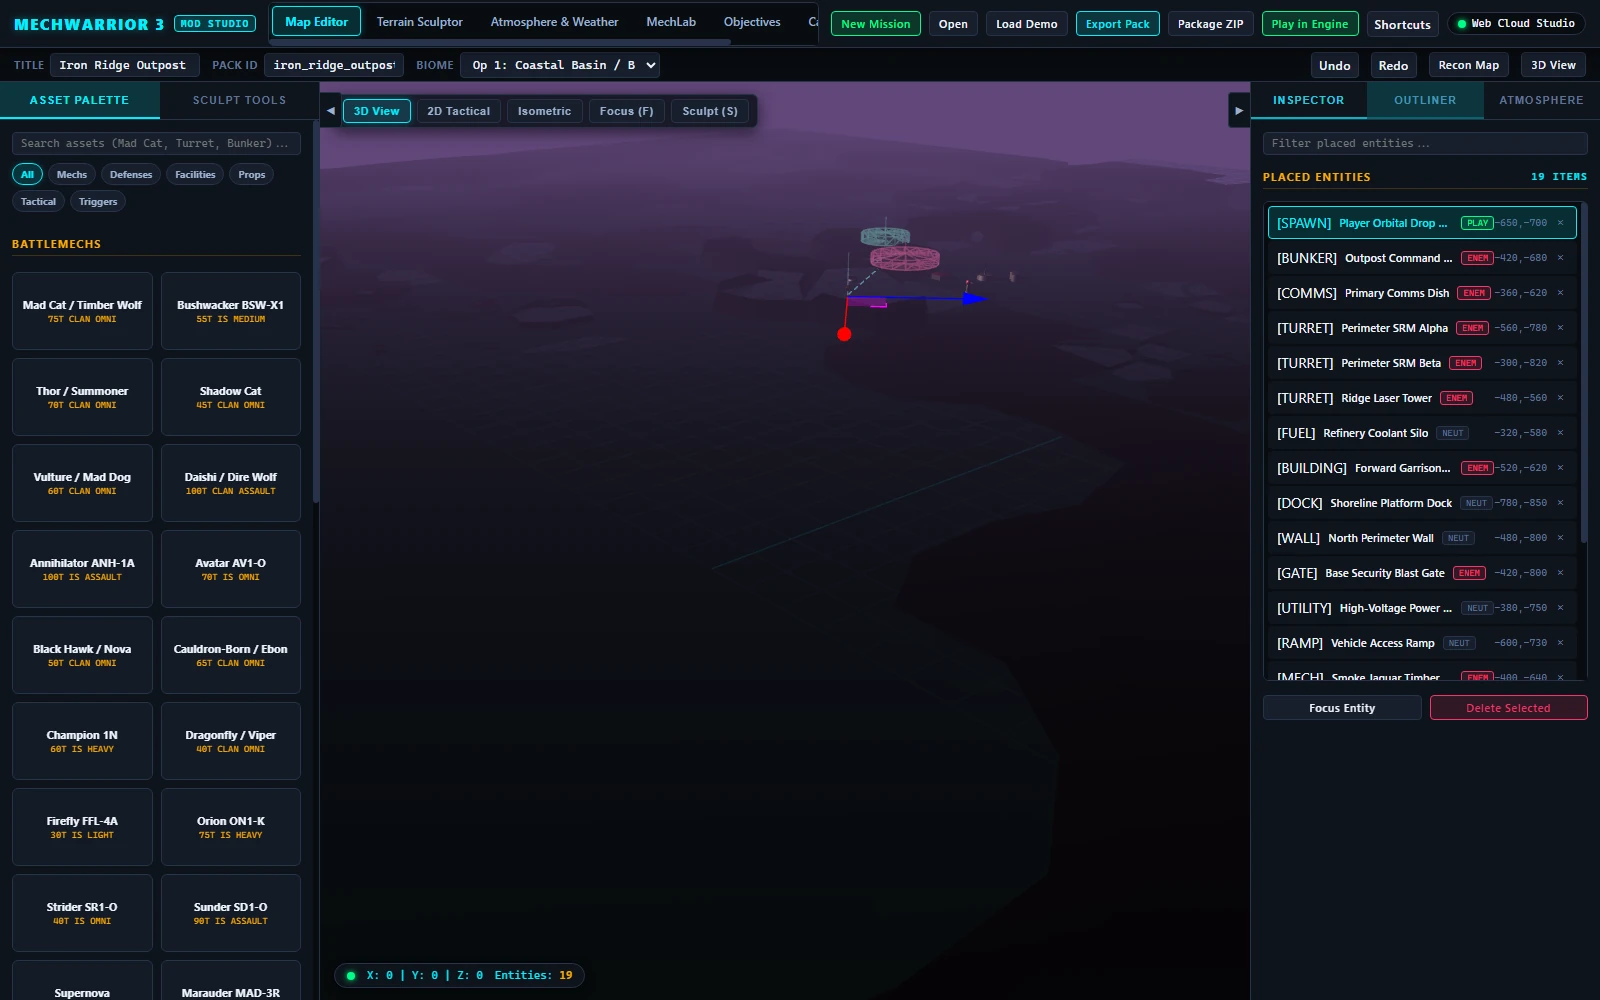 MECHWARRIOR 3 MOD STUDIO Map Editor Terrain Sculptor Atmosphere & Weather MechLab Objectives New Mission Open Load Demo Export Pack Package ZIP Play in Engine Shortcuts Web Cloud Studio
TITLE Iron Ridge Outpost PACK ID iron_ridge_outpost BIOME Op 1: Coastal Basin / B Undo Redo Recon Map 3D View
ASSET PALETTE SCULPT TOOLS
Search assets (Mad Cat, Turret, Bunker)...
All Mechs Defenses Facilities Props
Tactical Triggers
BATTLEMECHS
Mad Cat / Timber Wolf
75T CLAN OMNI
Bushwacker BSW-X1
55T IS MEDIUM
Thor / Summoner
70T CLAN OMNI
Shadow Cat
45T CLAN OMNI
Vulture / Mad Dog
60T CLAN OMNI
Daishi / Dire Wolf
100T CLAN ASSAULT
Annihilator ANH-1A
100T IS ASSAULT
Avatar AV1-O
70T IS OMNI
Black Hawk / Nova
50T CLAN OMNI
Cauldron-Born / Ebon
65T CLAN OMNI
Champion 1N
60T IS HEAVY
Dragonfly / Viper
40T CLAN OMNI
Firefly FFL-4A
30T IS LIGHT
Orion ON1-K
75T IS HEAVY
Strider SR1-O
40T IS OMNI
Sunder SD1-O
90T IS ASSAULT
Supernova
Marauder MAD-3R
◀ 3D View 2D Tactical Isometric Focus (F) Sculpt (S) ▶
X: 0 | Y: 0 | Z: 0 Entities: 19
INSPECTOR OUTLINER ATMOSPHERE
Filter placed entities...
PLACED ENTITIES 19 ITEMS
[SPAWN] Player Orbital Drop ... PLAY -650,-700 ×
[BUNKER] Outpost Command ... ENEM -420,-680 ×
[COMMS] Primary Comms Dish ENEM -360,-620 ×
[TURRET] Perimeter SRM Alpha ENEM -560,-780 ×
[TURRET] Perimeter SRM Beta ENEM -300,-820 ×
[TURRET] Ridge Laser Tower ENEM -480,-560 ×
[FUEL] Refinery Coolant Silo NEUT -320,-580 ×
[BUILDING] Forward Garrison... ENEM -520,-620 ×
[DOCK] Shoreline Platform Dock NEUT -780,-850 ×
[WALL] North Perimeter Wall NEUT -480,-800 ×
[GATE] Base Security Blast Gate ENEM -420,-800 ×
[UTILITY] High-Voltage Power ... NEUT -380,-750 ×
[RAMP] Vehicle Access Ramp NEUT -600,-730 ×
[MECH] Smoke Jaguar Timber ENEM -400,-640 ×
Focus Entity Delete Selected